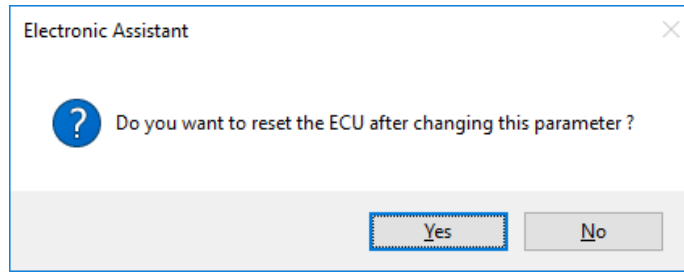 Electronic Assistant
Do you want to reset the ECU after changing this parameter ?
Yes
No